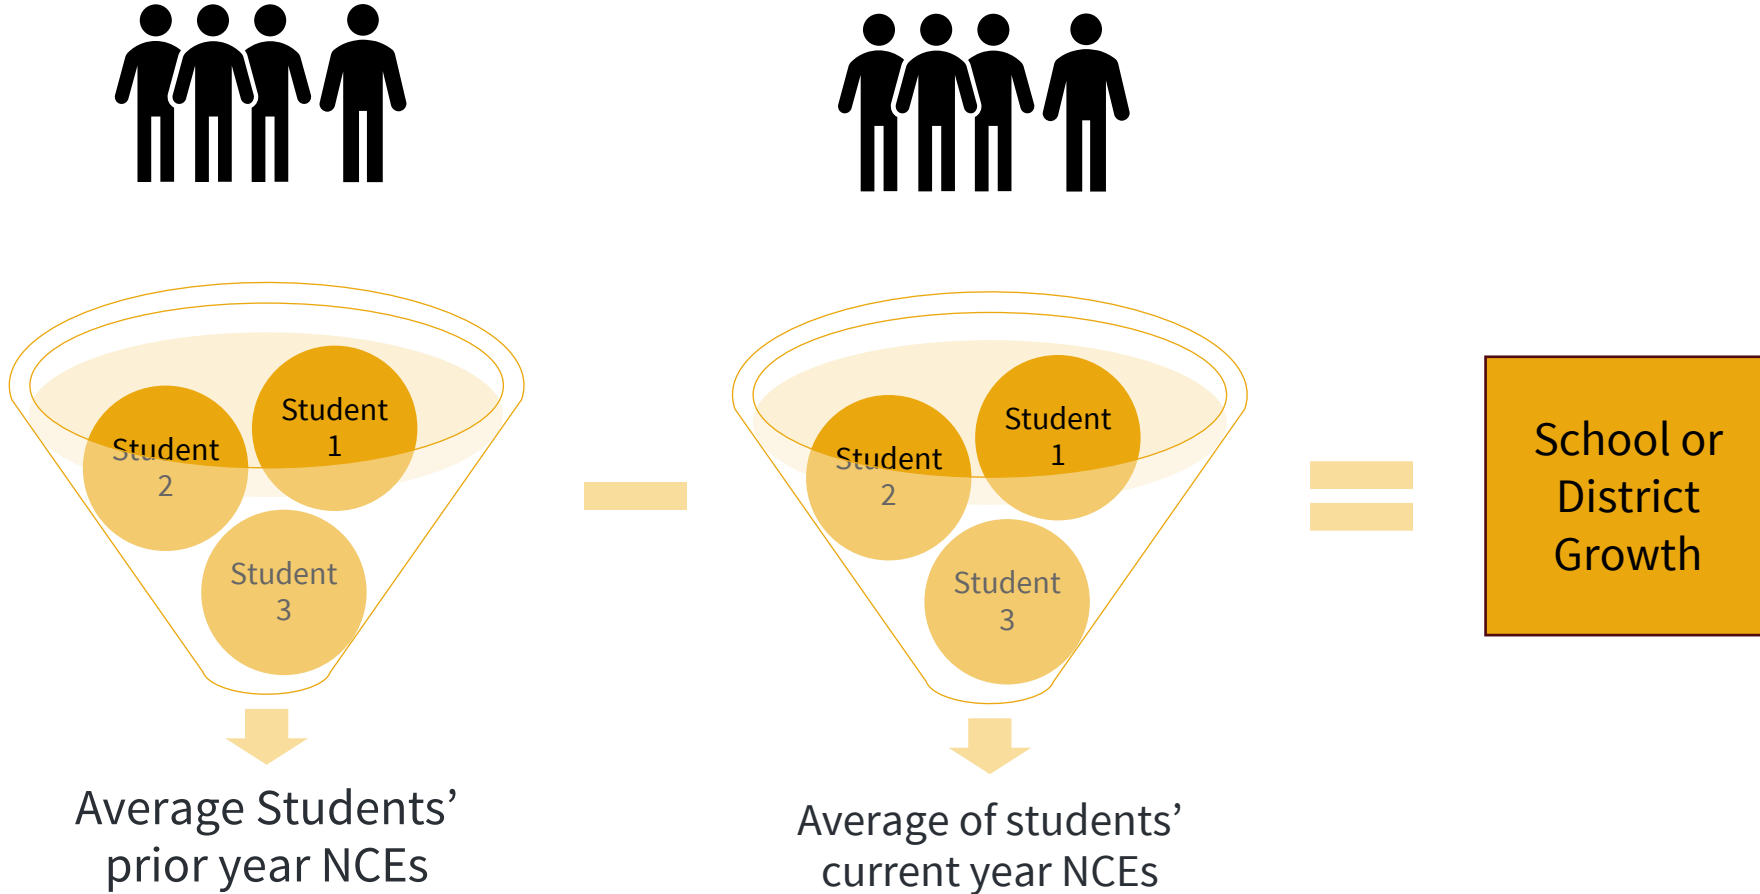 Student
1
Student
2
Student
3
Average Students’
prior year NCEs
Student
1
Student
2
Student
3
Average of students’
current year NCEs
School or
District
Growth